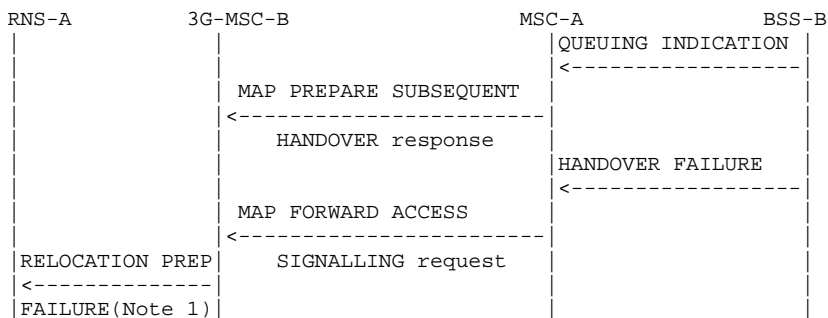 RNS-A 3G-MSC-B MSC-A BSS-B
QUEUING INDICATION
MAP PREPARE SUBSEQUENT
HANDOVER response
HANDOVER FAILURE
MAP FORWARD ACCESS
RELOCATION PREP SIGNALLING request
FAILURE(Note 1)